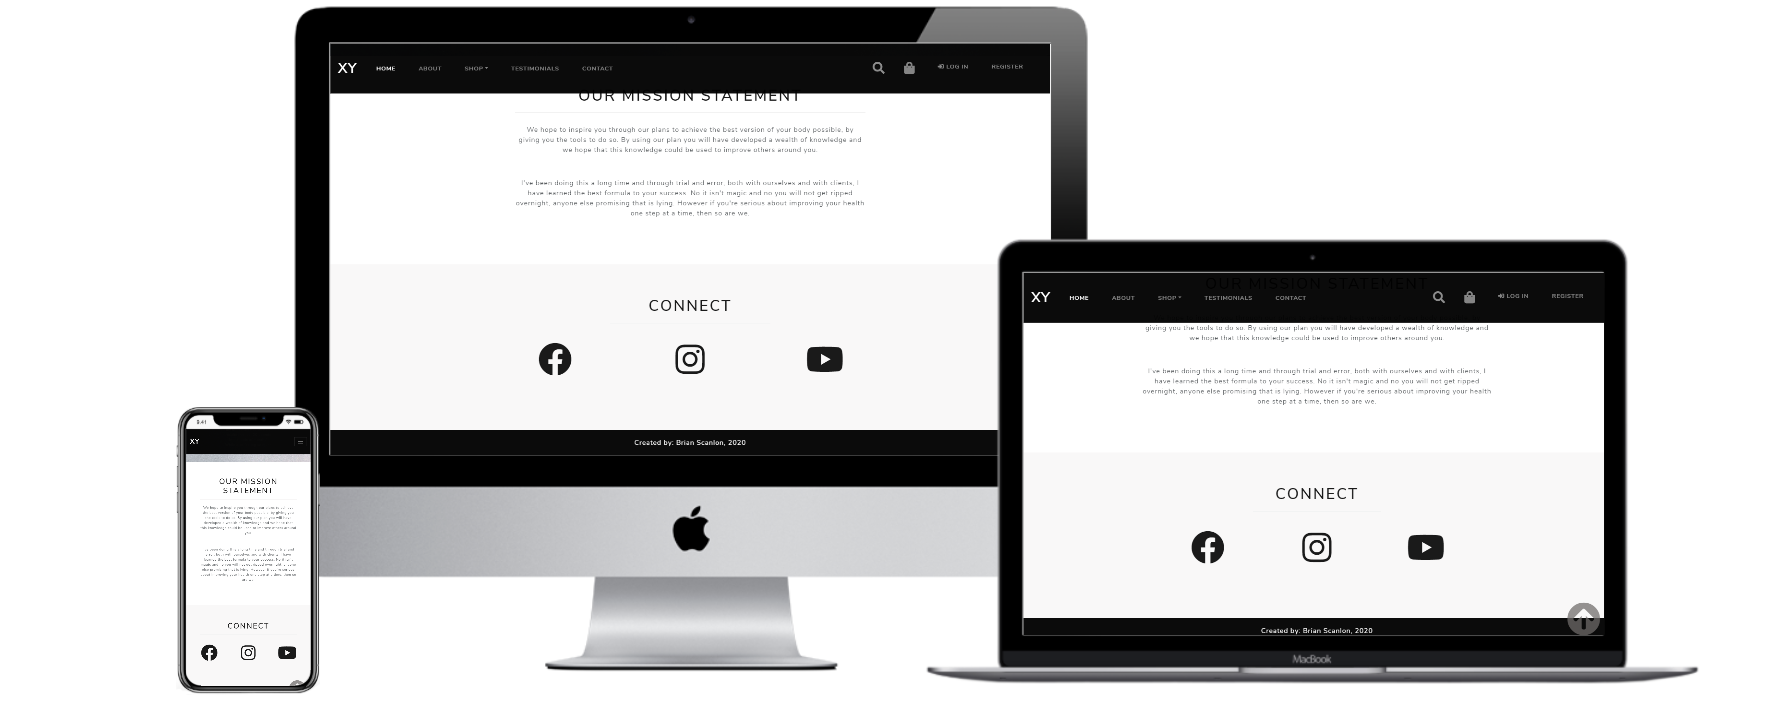 XY HOME ABOUT SHOP TESTIMONIALS CONTACT LOG IN REGISTER
OUR MISSION STATEMENT
We hope to inspire you through our plans to achieve the best version of your body possible, by
giving you the tools to do so. By using our plan you will have developed a wealth of knowledge and
we hope that this knowledge could be used to improve others around you.
I've been doing this a long time and through trial and error, both with ourselves and with clients, I
have learned the best formula to your success. No it isn't magic and no you will not get ripped
overnight, anyone else promising that is lying. However if you're serious about improving your health
one step at a time, then so are we.
CONNECT
Created by: Brian Scanlon, 2020
OUR MISSION STATEMENT
XY HOME ABOUT SHOP TESTIMONIALS CONTACT LOG IN REGISTER
giving you the tools to do so. By using our plan you will have developed a wealth of knowledge and
we hope that this knowledge could be used to improve others around you.
I've been doing this a long time and through trial and error, both with ourselves and with clients, I
have learned the best formula to your success. No it isn't magic and no you will not get ripped
overnight, anyone else promising that is lying. However if you're serious about improving your health
one step at a time, then so are we.
CONNECT
Created by: Brian Scanlon, 2020
MacBook
9:41
XY
OUR MISSION
STATEMENT
CONNECT